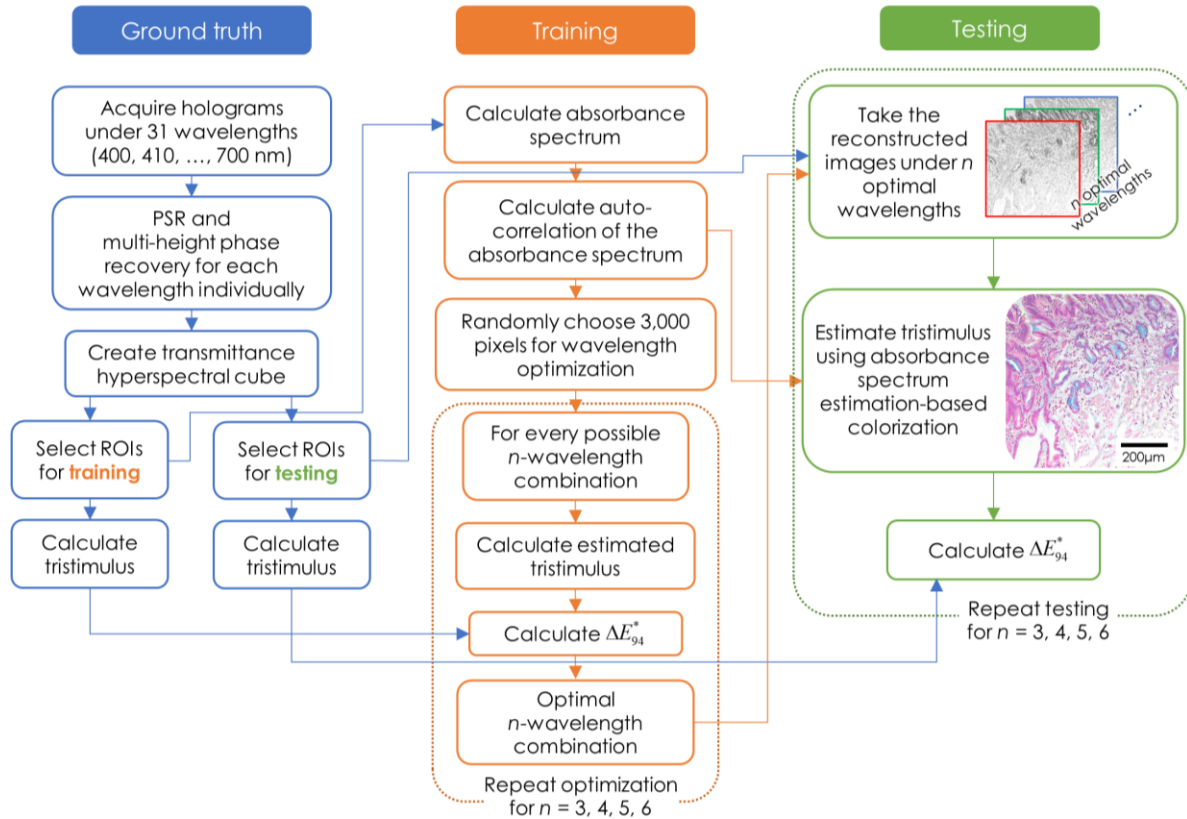 Ground truth
Acquire holograms
under 31 wavelengths
(400, 410, …, 700 nm)
PSR and
multi-height phase
recovery for each
wavelength individually
Create transmittance
hyperspectral cube
Select ROIs
for training
Select ROIs
for testing
Calculate
tristimulus
Calculate
tristimulus
Training
Calculate absorbance
spectrum
Calculate auto-
correlation of the
absorbance spectrum
Randomly choose 3,000
pixels for wavelength
optimization
For every possible
n-wavelength
combination
Calculate estimated
tristimulus
Calculate ΔE*94
Optimal
n-wavelength
combination
Repeat optimization
for n = 3, 4, 5, 6
Testing
Take the
reconstructed
images under n
optimal
wavelengths
...
n optimal
wavelengths
Estimate tristimulus
using absorbance
spectrum
estimation-based
colorization
200μm
Calculate ΔE*94
Repeat testing
for n = 3, 4, 5, 6